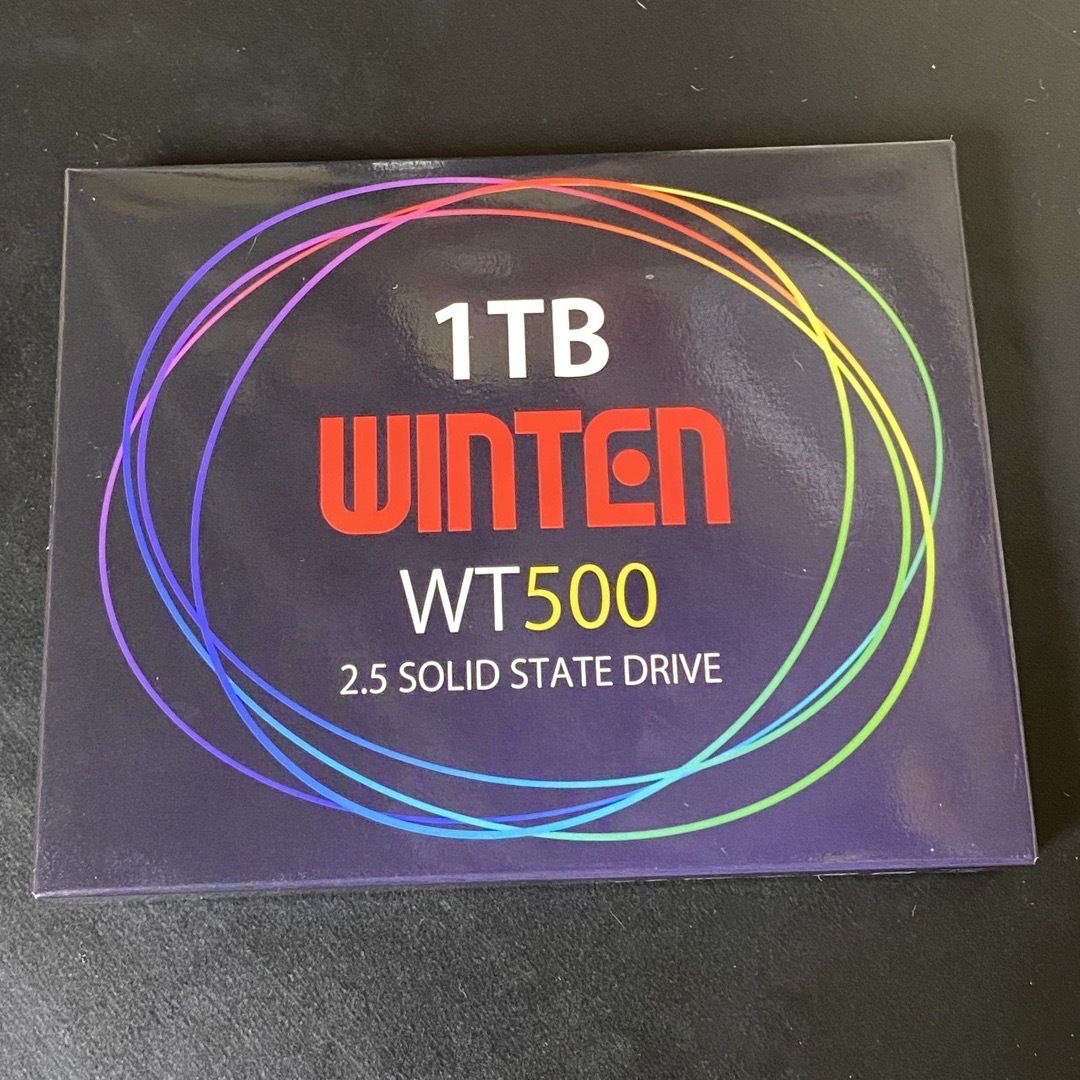 1TB
WINTEN
WT500
2.5 SOLID STATE DRIVE